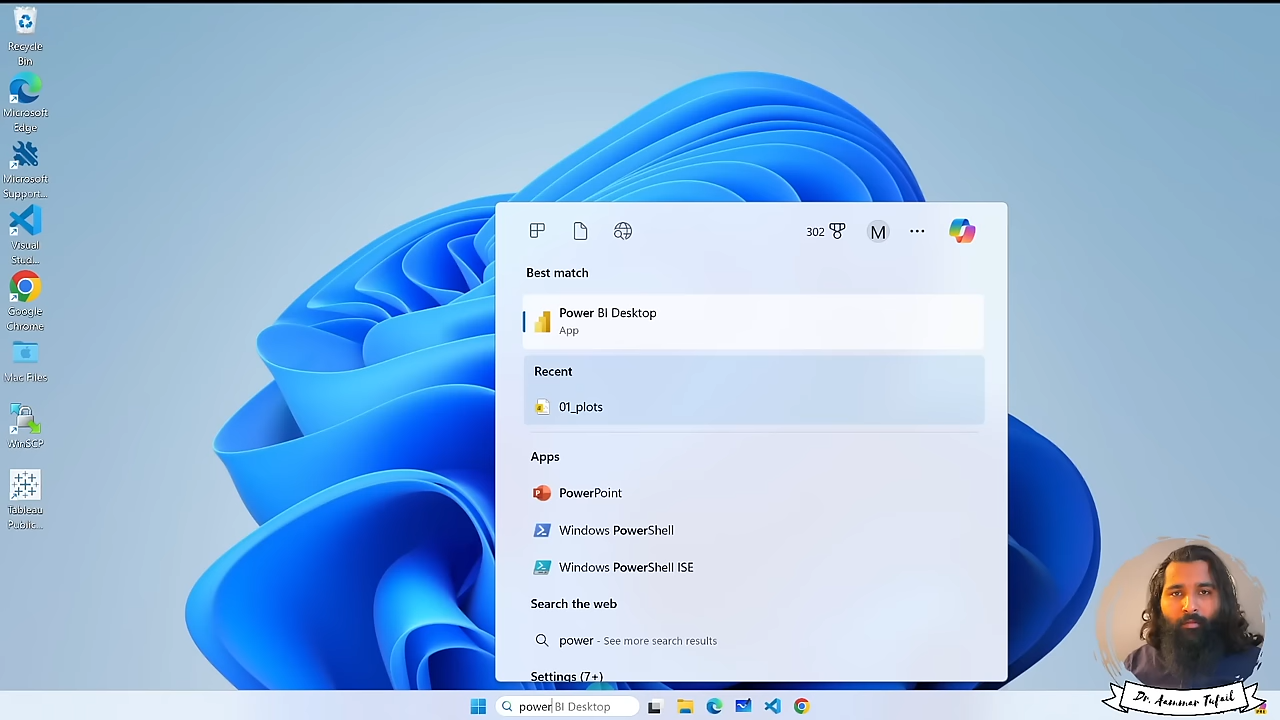 Recycle
Bin
Microsoft
Edge
Microsoft
Support...
Visual
Stud...
Google
Chrome
Mac Files
WinSCP
Tableau
Public...
302
M
Best match
Power BI Desktop
App
Recent
01_plots
Apps
PowerPoint
Windows PowerShell
Windows PowerShell ISE
Search the web
power - See more search results
Settings (7+)
power BI Desktop
Dr. Aammar Tufail